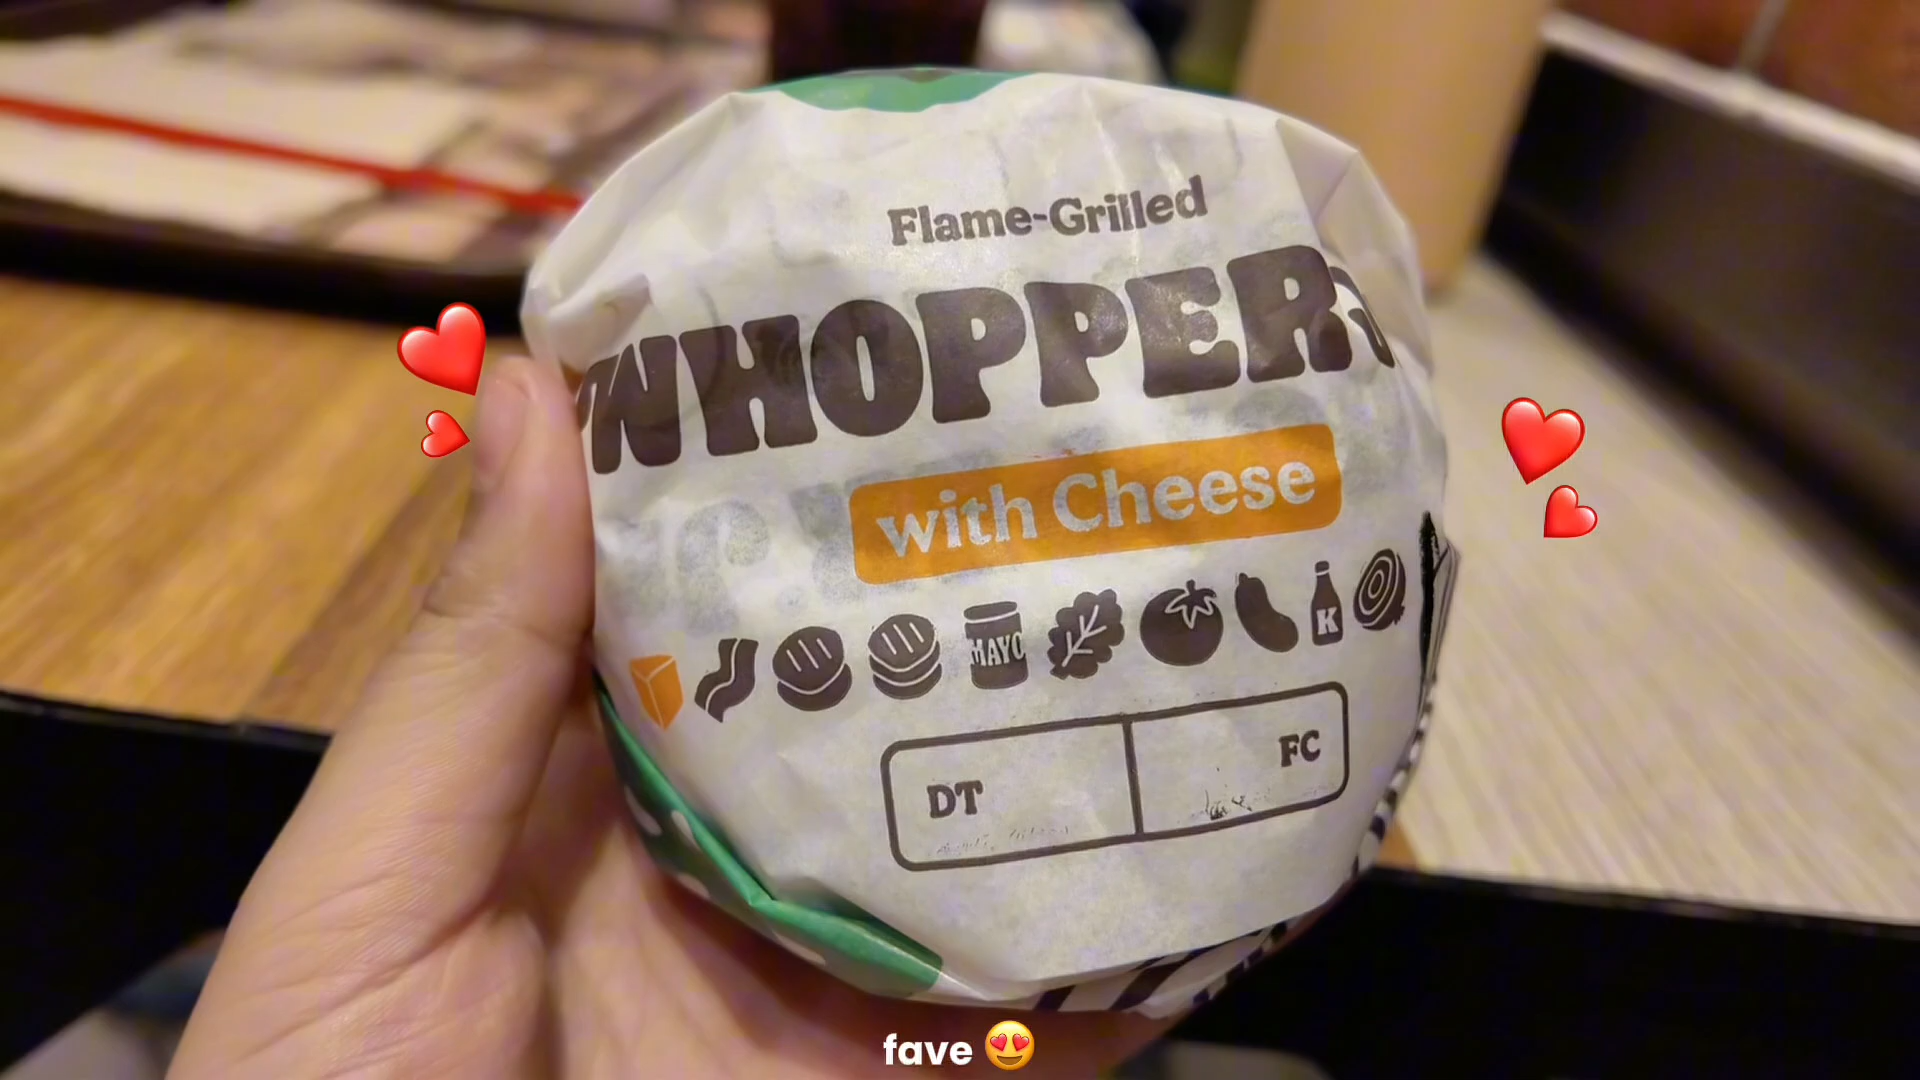 Flame-Grilled
WHOPPER
with Cheese
MAYO
K
DT
FC
fave 😍